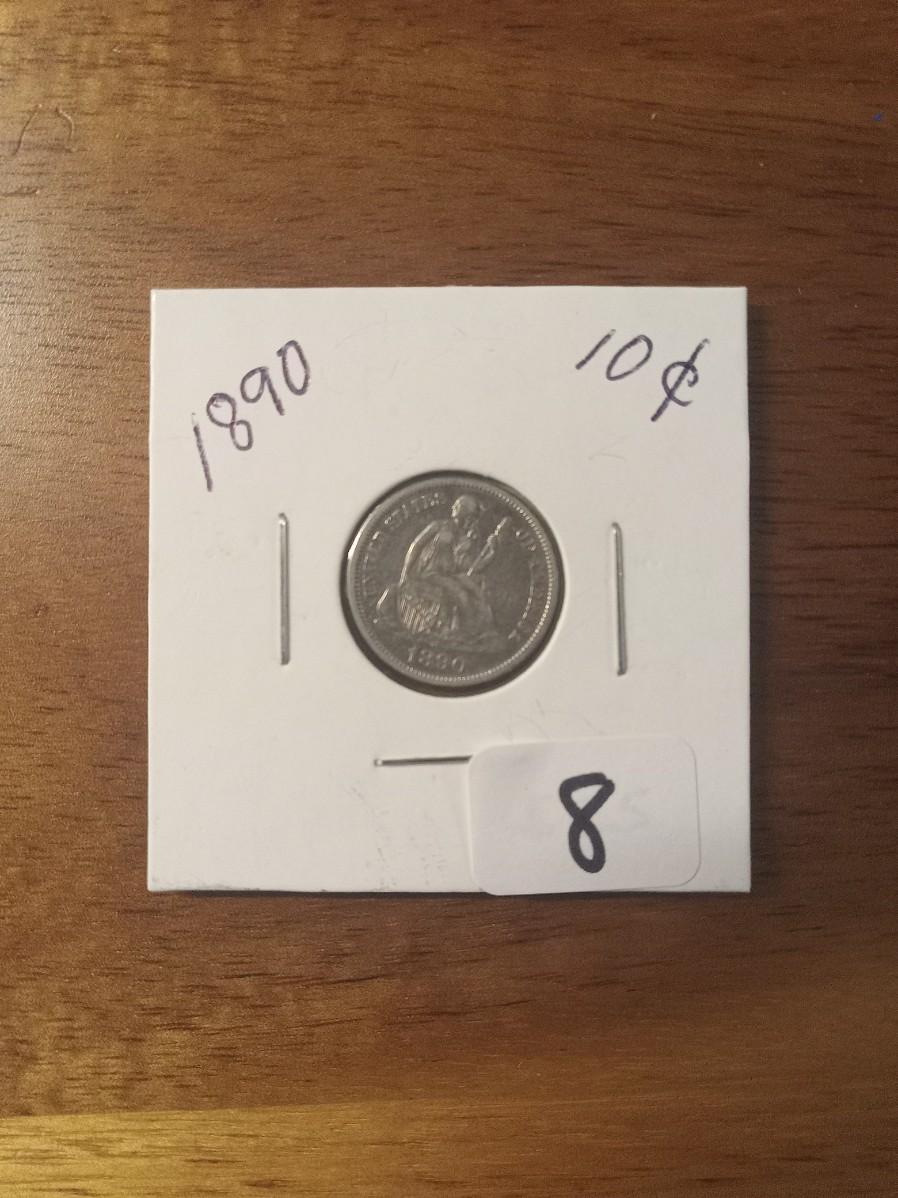 1890
10¢
UNITED STATES OF AMERICA
1890
8